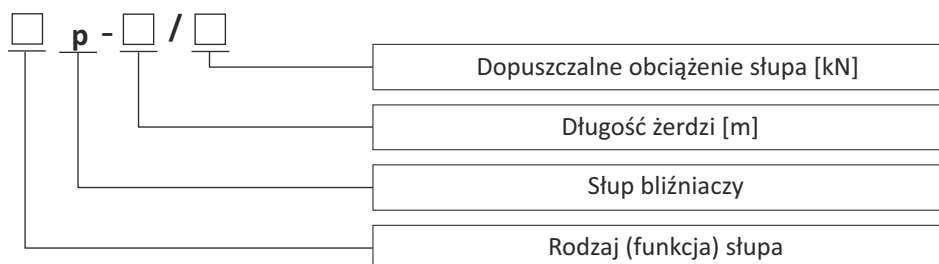 □ p - □ / □
Dopuszczalne obciążenie słupa [kN]
Długość żerdzi [m]
Słup bliźniaczy
Rodzaj (funkcja) słupa